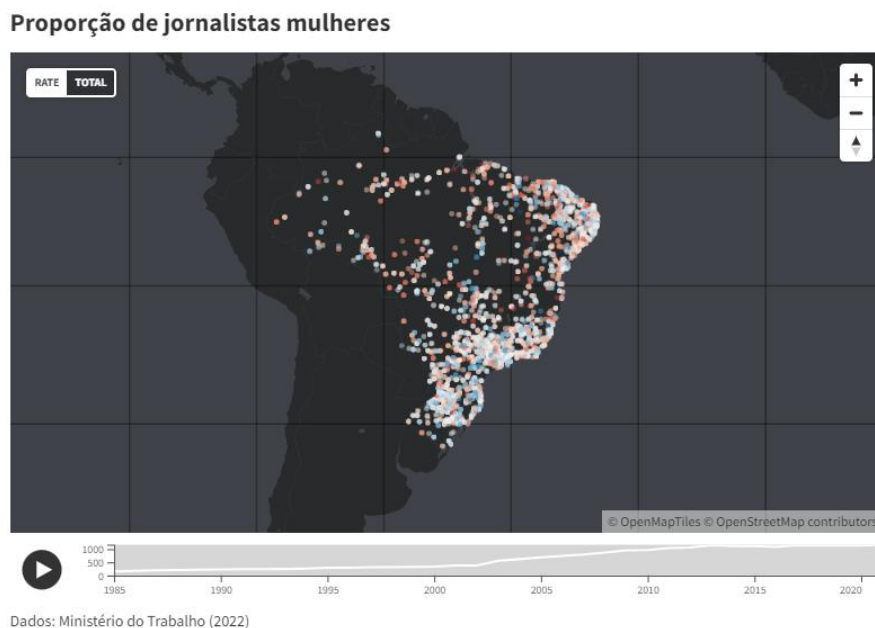 Proporção de jornalistas mulheres
RATE TOTAL
© OpenMapTiles © OpenStreetMap contributors
1000
500
0
1985 1990 1995 2000 2005 2010 2015 2020
Dados: Ministério do Trabalho (2022)